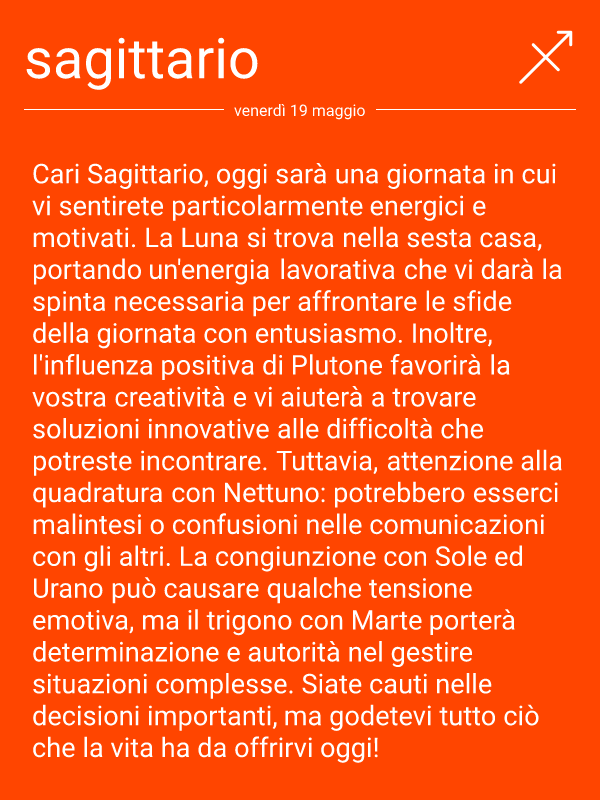 sagittario
venerdì 19 maggio
Cari Sagittario, oggi sarà una giornata in cui
vi sentirete particolarmente energici e
motivati. La Luna si trova nella sesta casa,
portando un'energia lavorativa che vi darà la
spinta necessaria per affrontare le sfide
della giornata con entusiasmo. Inoltre,
l'influenza positiva di Plutone favorirà la
vostra creatività e vi aiuterà a trovare
soluzioni innovative alle difficoltà che
potreste incontrare. Tuttavia, attenzione alla
quadratura con Nettuno: potrebbero esserci
malintesi o confusioni nelle comunicazioni
con gli altri. La congiunzione con Sole ed
Urano può causare qualche tensione
emotiva, ma il trigono con Marte porterà
determinazione e autorità nel gestire
situazioni complesse. Siate cauti nelle
decisioni importanti, ma godetevi tutto ciò
che la vita ha da offrirvi oggi!